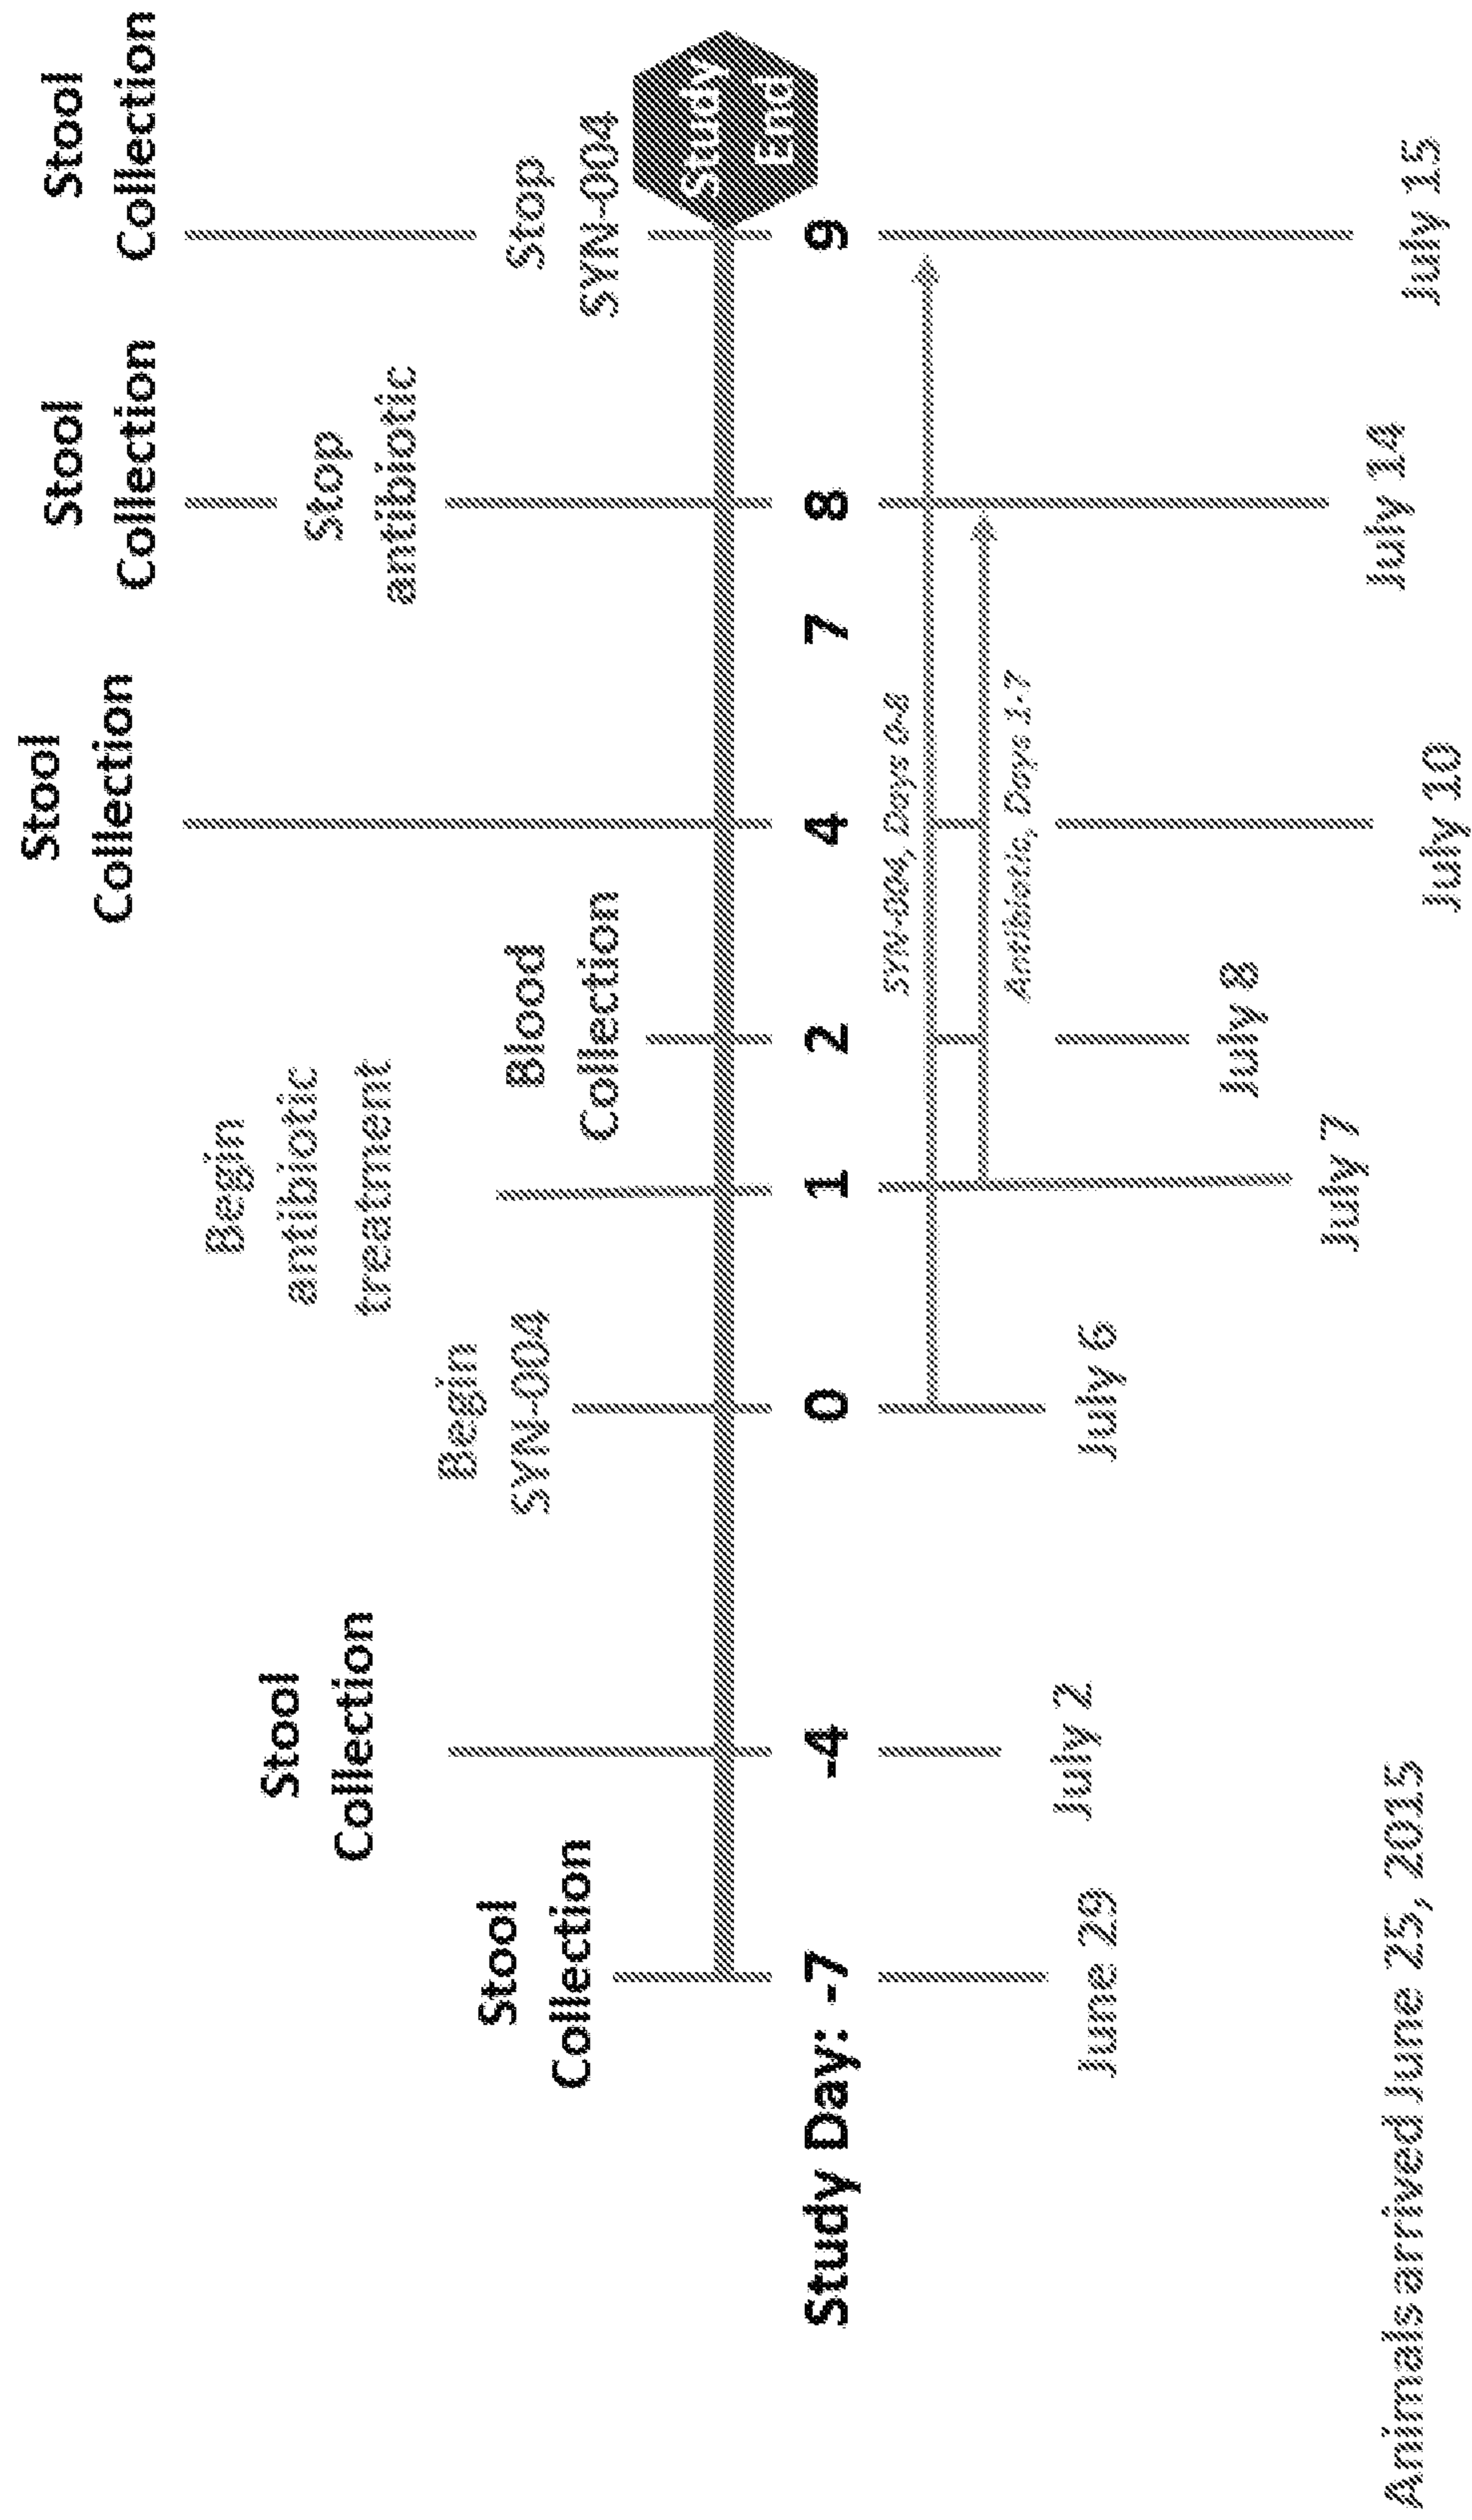 Stool
Collection
Stool
Collection
Begin
SYN-004
Begin
antibiotic
treatment
Blood
Collection
Stool
Collection
Stool
Collection
Stop
antibiotic
Stool
Collection
Stop
SYN-004
Study
End
Study Day: -7 -4 0 1 2 4 7 8 9
SYN-004, Days 0-8
Antibiotic, Days 1-7
June 29
July 2
July 6
July 7
July 8
July 10
July 14
July 15
Animals arrived June 25, 2015